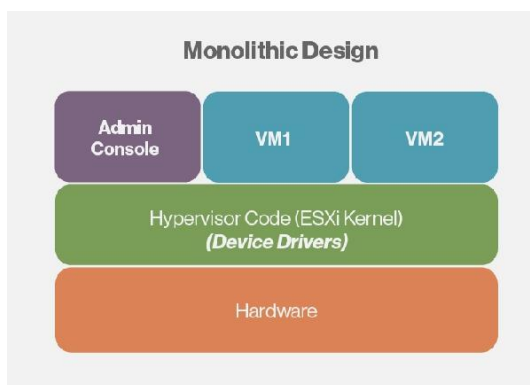 Monolithic Design
Admin
Console
VM1
VM2
Hypervisor Code (ESXi Kernel)
(Device Drivers)
Hardware